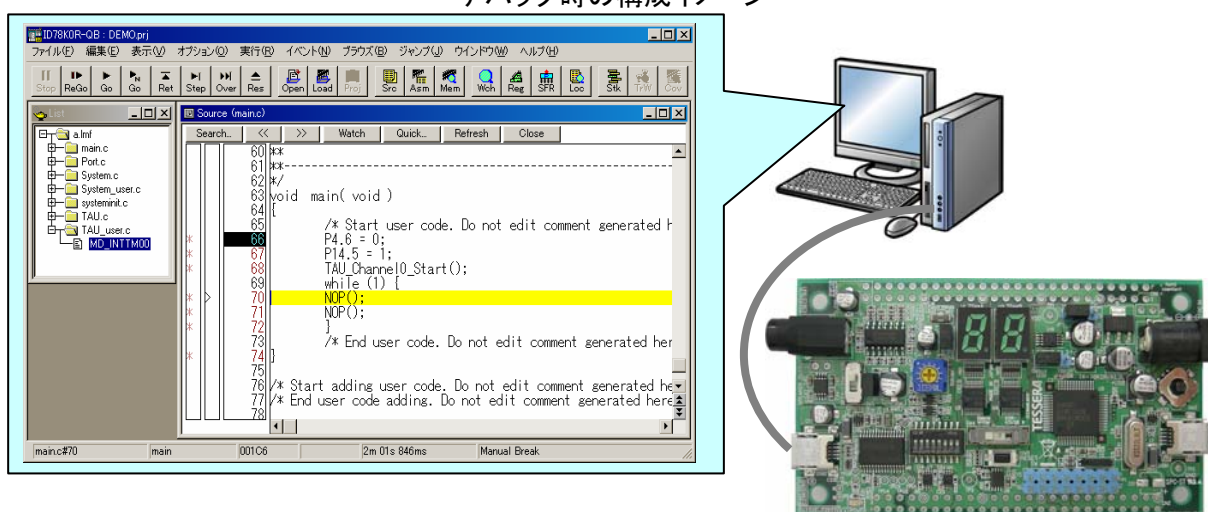 デバッグ時の構成イメージ
ID78K0R-QB : DEMO.prj
ファイル(F) 編集(E) 表示(V) オプション(O) 実行(R) イベント(N) ブラウズ(B) ジャンプ(J) ウインドウ(W) ヘルプ(H)
Stop ReGo Go Go Ret Step Over Res Open Load Proj Src Asm Mem Wch Reg SFR Loc Stk TrW Cov
List
a.lmf
main.c
Port.c
System.c
System_user.c
systeminit.c
TAU.c
TAU_user.c
MD_INTTM00
Source (main.c)
Search... << >> Watch Quick... Refresh Close
60 **
61 **-----------------------------------------------------------
62 */
63 void main( void )
64 {
65 /* Start user code. Do not edit comment generated h
66 P4.6 = 0;
67 P14.5 = 1;
68 TAU_Channel0_Start();
69 while (1) {
70 NOP();
71 NOP();
72 }
73 /* End user code. Do not edit comment generated her
74 }
75
76 /* Start adding user code. Do not edit comment generated he
77 /* End user code adding. Do not edit comment generated here
78
main.c#70 main 001C6 2m 01s 846ms Manual Break
TESSERA